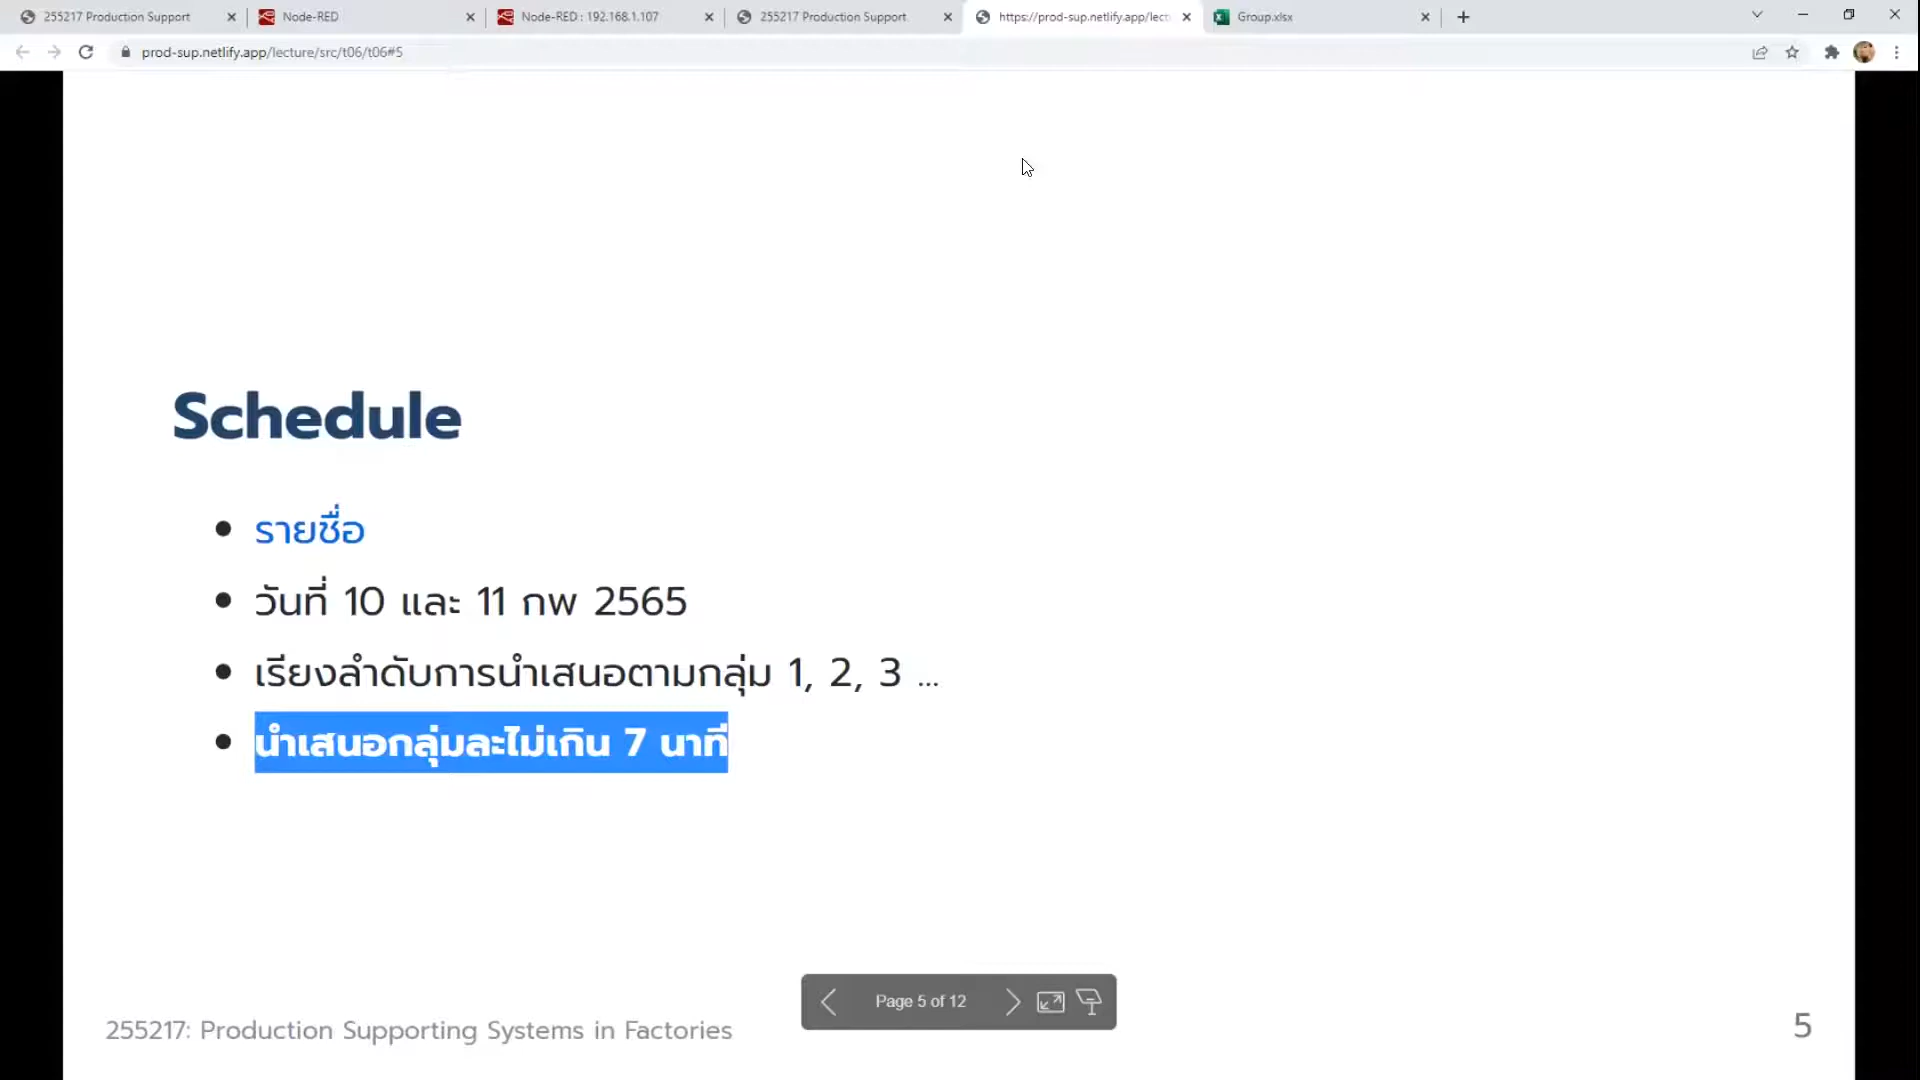 255217 Production Support
Node-RED
Node-RED : 192.168.1.107
255217 Production Support
https://prod-sup.netlify.app/lect
Group.xlsx
prod-sup.netlify.app/lecture/src/t06/t06#5
Schedule
รายชื่อ
วันที่ 10 และ 11 กพ 2565
เรียงลำดับการนำเสนอตามกลุ่ม 1, 2, 3 ...
นำเสนอกลุ่มละไม่เกิน 7 นาที
Page 5 of 12
255217: Production Supporting Systems in Factories
5